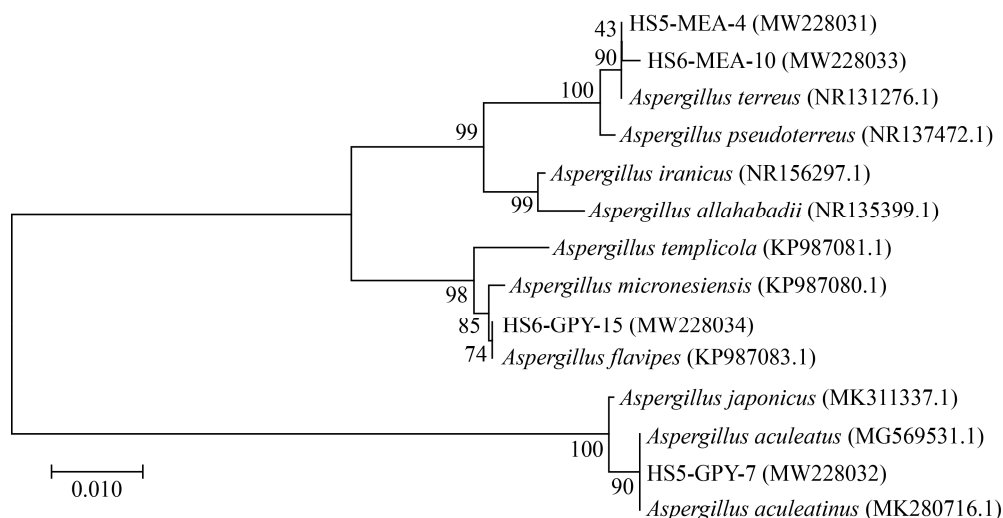 43
HS5-MEA-4 (MW228031)
90
HS6-MEA-10 (MW228033)
100
Aspergillus terreus (NR131276.1)
Aspergillus pseudoterreus (NR137472.1)
99
Aspergillus iranicus (NR156297.1)
99
Aspergillus allahabadii (NR135399.1)
Aspergillus templicola (KP987081.1)
98
Aspergillus micronesiensis (KP987080.1)
85
HS6-GPY-15 (MW228034)
74
Aspergillus flavipes (KP987083.1)
Aspergillus japonicus (MK311337.1)
100
Aspergillus aculeatus (MG569531.1)
HS5-GPY-7 (MW228032)
90
Aspergillus aculeatinus (MK280716.1)
0.010